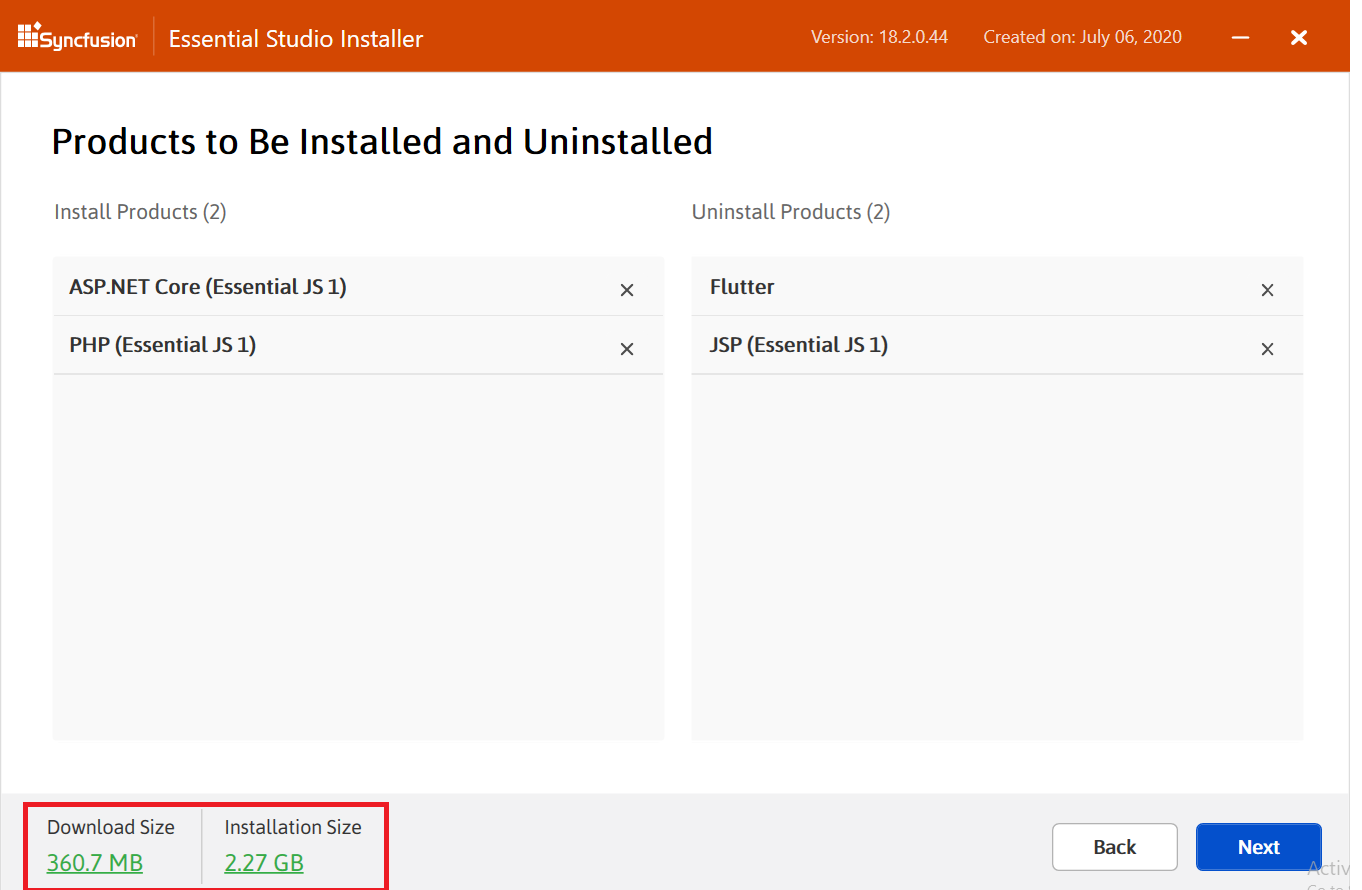 Syncfusion Essential Studio Installer Version: 18.2.0.44 Created on: July 06, 2020
Products to Be Installed and Uninstalled
Install Products (2)
Uninstall Products (2)
ASP.NET Core (Essential JS 1)
PHP (Essential JS 1)
Flutter
JSP (Essential JS 1)
Download Size
360.7 MB
Installation Size
2.27 GB
Back
Next
Activ